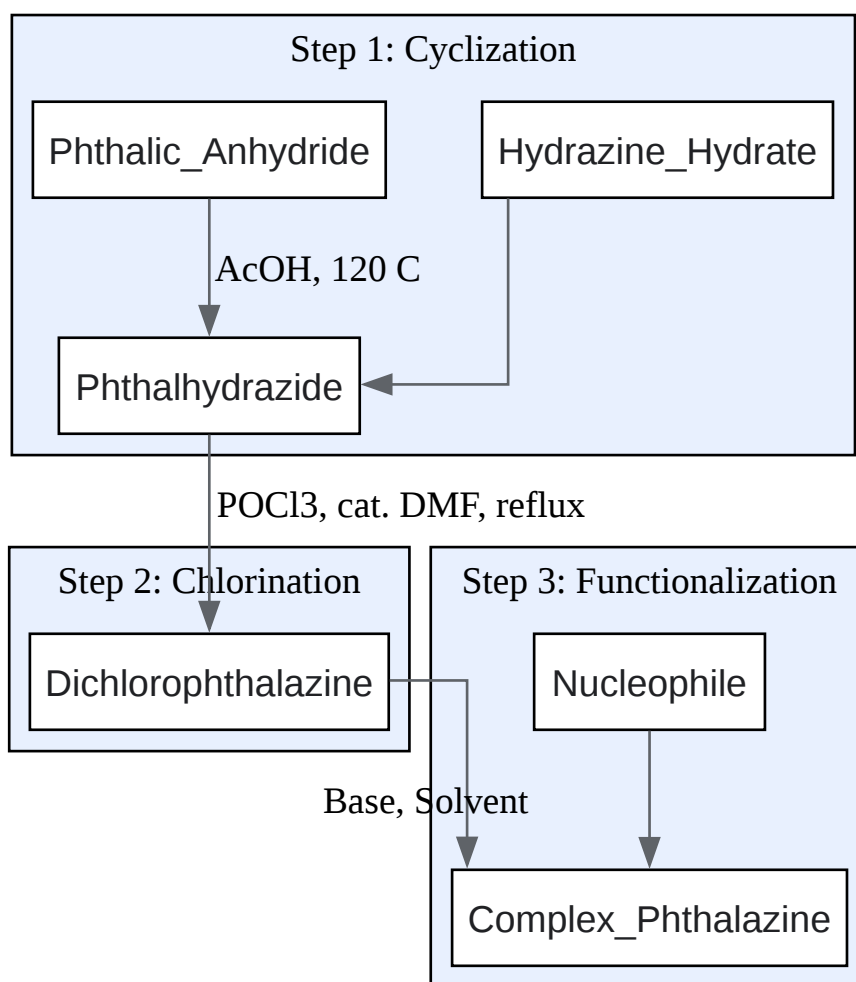 Step 1: Cyclization
Phthalic_Anhydride
Hydrazine_Hydrate
AcOH, 120 C
Phthalhydrazide
POCl3, cat. DMF, reflux
Step 2: Chlorination
Step 3: Functionalization
Dichlorophthalazine
Nucleophile
Base, Solvent
Complex_Phthalazine